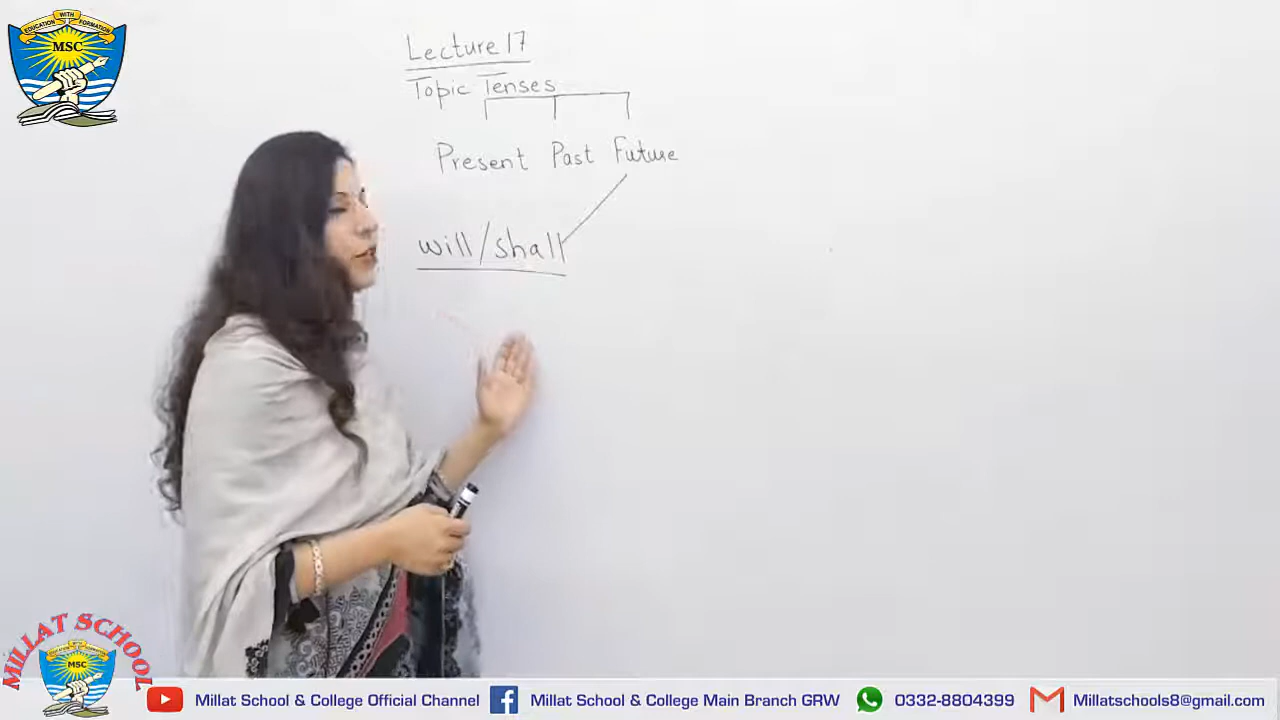 EDUCATION WITH FORMATION
MSC
Lecture 17
Topic Tenses
Present Past Future
will/shall
MILLAT SCHOOL
MSC
Millat School & College Official Channel
Millat School & College Main Branch GRW
0332-8804399
Millatschools8@gmail.com